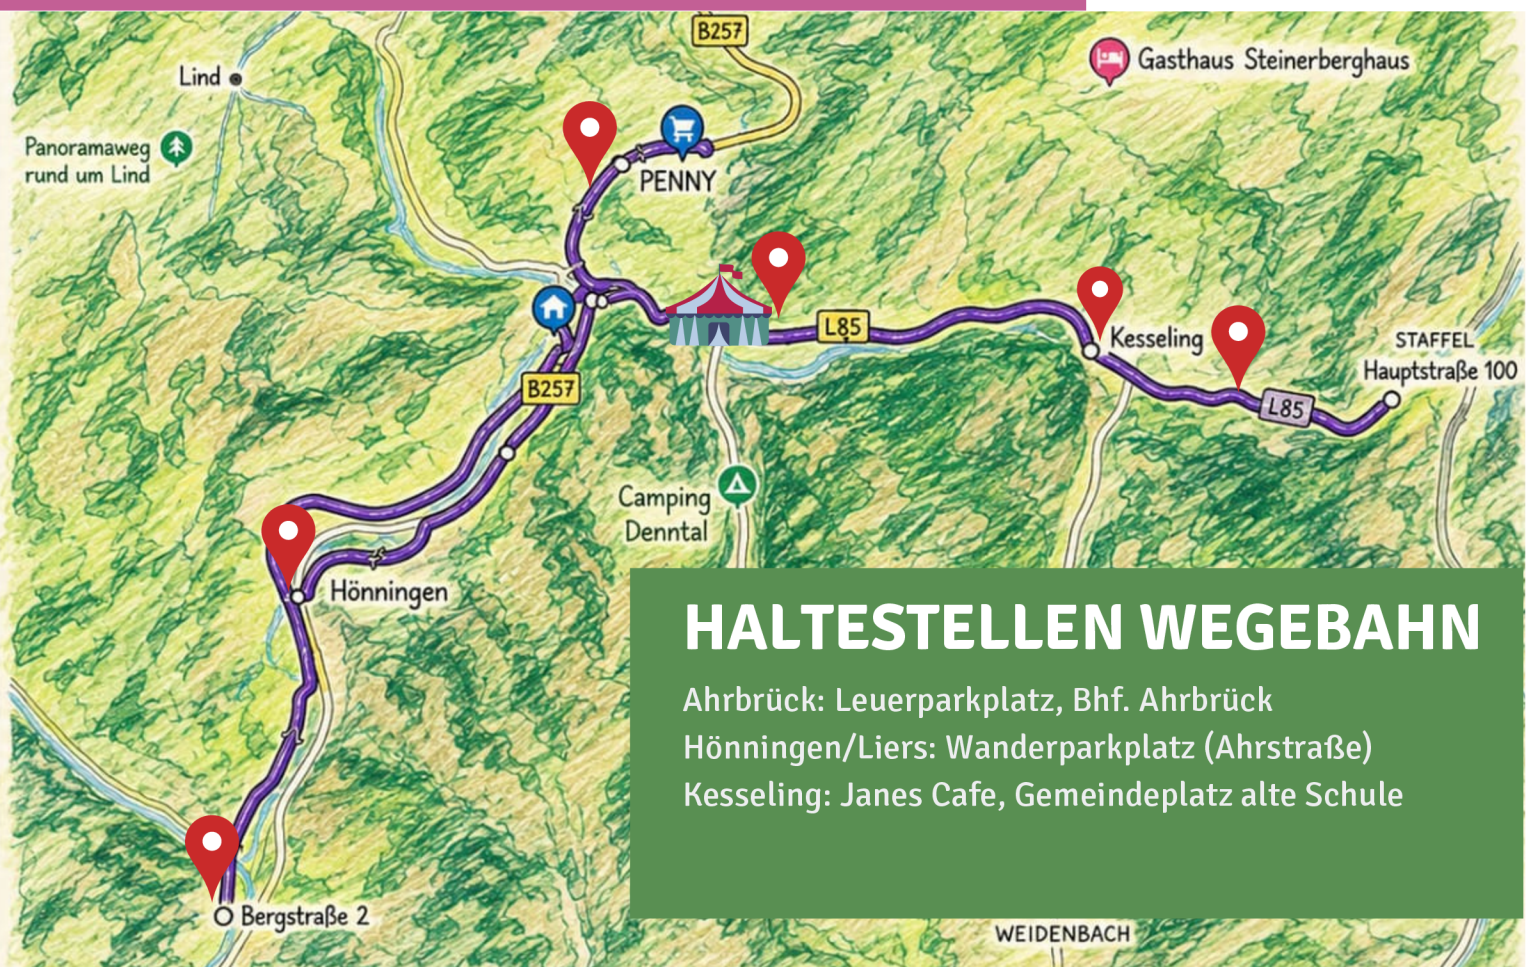 B257
Gasthaus Steinerberghaus
Lind
Panoramaweg
rund um Lind
PENNY
L85
Kesseling
STAFFEL
Hauptstraße 100
B257
L85
Camping
Denntal
Hönningen
HALTESTELLEN WEGEBAHN
Ahrbrück: Leuerparkplatz, Bhf. Ahrbrück
Hönningen/Liers: Wanderparkplatz (Ahrstraße)
Kesseling: Janes Cafe, Gemeindeplatz alte Schule
Bergstraße 2
WEIDENBACH